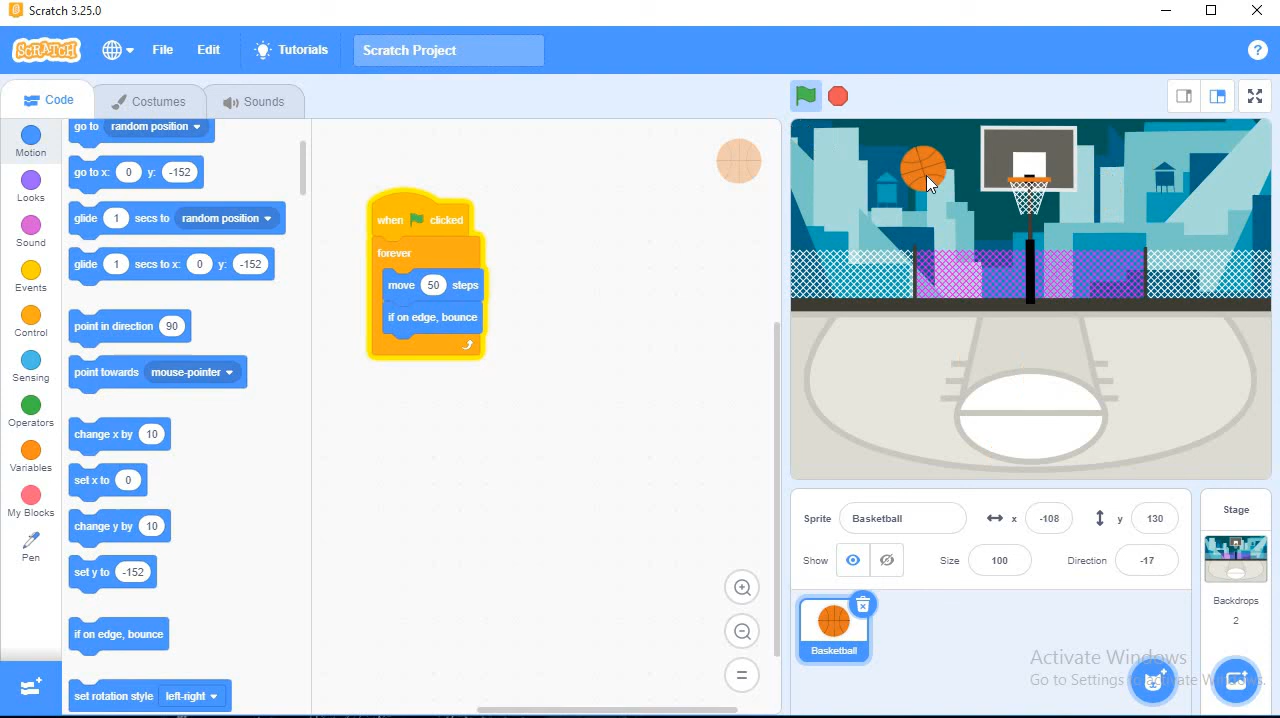 Scratch 3.25.0
SCRATCH File Edit Tutorials Scratch Project ?
Code Costumes Sounds
Motion
Looks
Sound
Events
Control
Sensing
Operators
Variables
My Blocks
Pen
go to random position
go to x: 0 y: -152
glide 1 secs to random position
glide 1 secs to x: 0 y: -152
point in direction 90
point towards mouse-pointer
change x by 10
set x to 0
change y by 10
set y to -152
if on edge, bounce
set rotation style left-right
when clicked
forever
move 50 steps
if on edge, bounce
Sprite Basketball x -108 y 130
Show Size 100 Direction -17
Basketball
Stage
Backdrops
2
Activate Windows
Go to Settings to activate Windows.